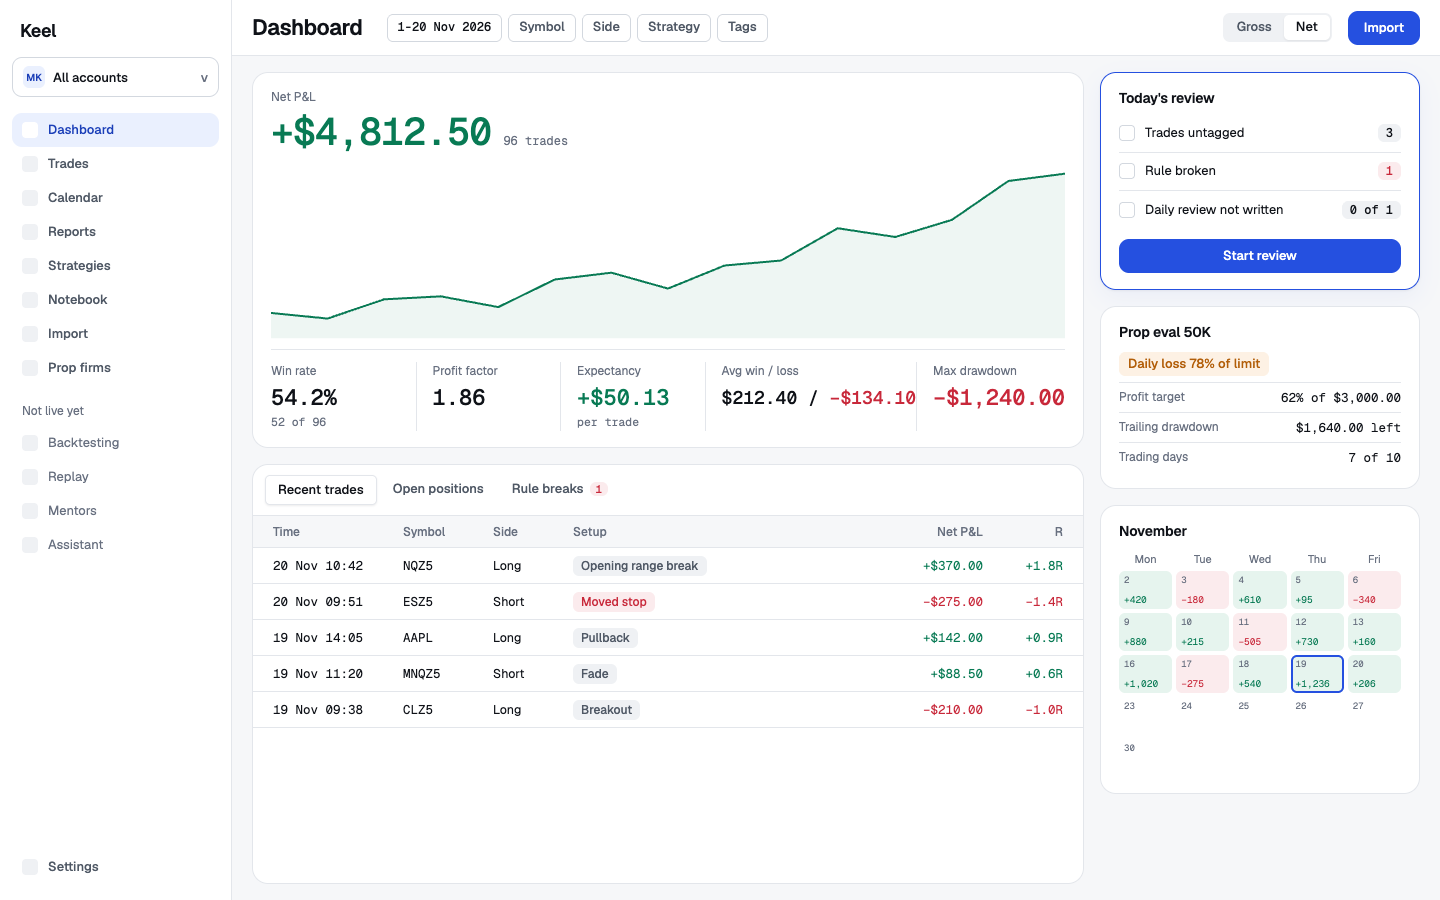 Keel
MK All accounts v
Dashboard
Trades
Calendar
Reports
Strategies
Notebook
Import
Prop firms
Not live yet
Backtesting
Replay
Mentors
Assistant
Settings
Dashboard 1-20 Nov 2026 Symbol Side Strategy Tags Gross Net Import
Net P&L
+$4,812.50 96 trades
Win rate
54.2%
52 of 96
Profit factor
1.86
Expectancy
+$50.13
per trade
Avg win / loss
$212.40 / −$134.10
Max drawdown
−$1,240.00
Recent trades Open positions Rule breaks 1
Time Symbol Side Setup Net P&L R
20 Nov 10:42 NQZ5 Long Opening range break +$370.00 +1.8R
20 Nov 09:51 ESZ5 Short Moved stop −$275.00 −1.4R
19 Nov 14:05 AAPL Long Pullback +$142.00 +0.9R
19 Nov 11:20 MNQZ5 Short Fade +$88.50 +0.6R
19 Nov 09:38 CLZ5 Long Breakout −$210.00 −1.0R
Today's review
Trades untagged 3
Rule broken 1
Daily review not written 0 of 1
Start review
Prop eval 50K
Daily loss 78% of limit
Profit target 62% of $3,000.00
Trailing drawdown $1,640.00 left
Trading days 7 of 10
November
Mon Tue Wed Thu Fri
2 3 4 5 6
+420 −180 +610 +95 −340
9 10 11 12 13
+880 +215 −505 +730 +160
16 17 18 19 20
+1,020 −275 +540 +1,236 +206
23 24 25 26 27
30